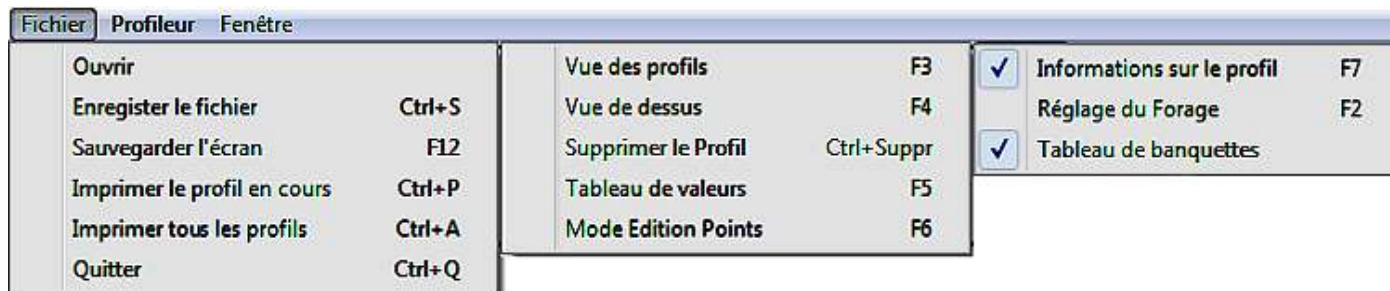 Fichier Profileur Fenêtre
Ouvrir
Enregister le fichier Ctrl+S
Sauvegarder l'écran F12
Imprimer le profil en cours Ctrl+P
Imprimer tous les profils Ctrl+A
Quitter Ctrl+Q
Vue des profils F3
Vue de dessus F4
Supprimer le Profil Ctrl+Suppr
Tableau de valeurs F5
Mode Edition Points F6
Informations sur le profil F7
Réglage du Forage F2
Tableau de banquettes